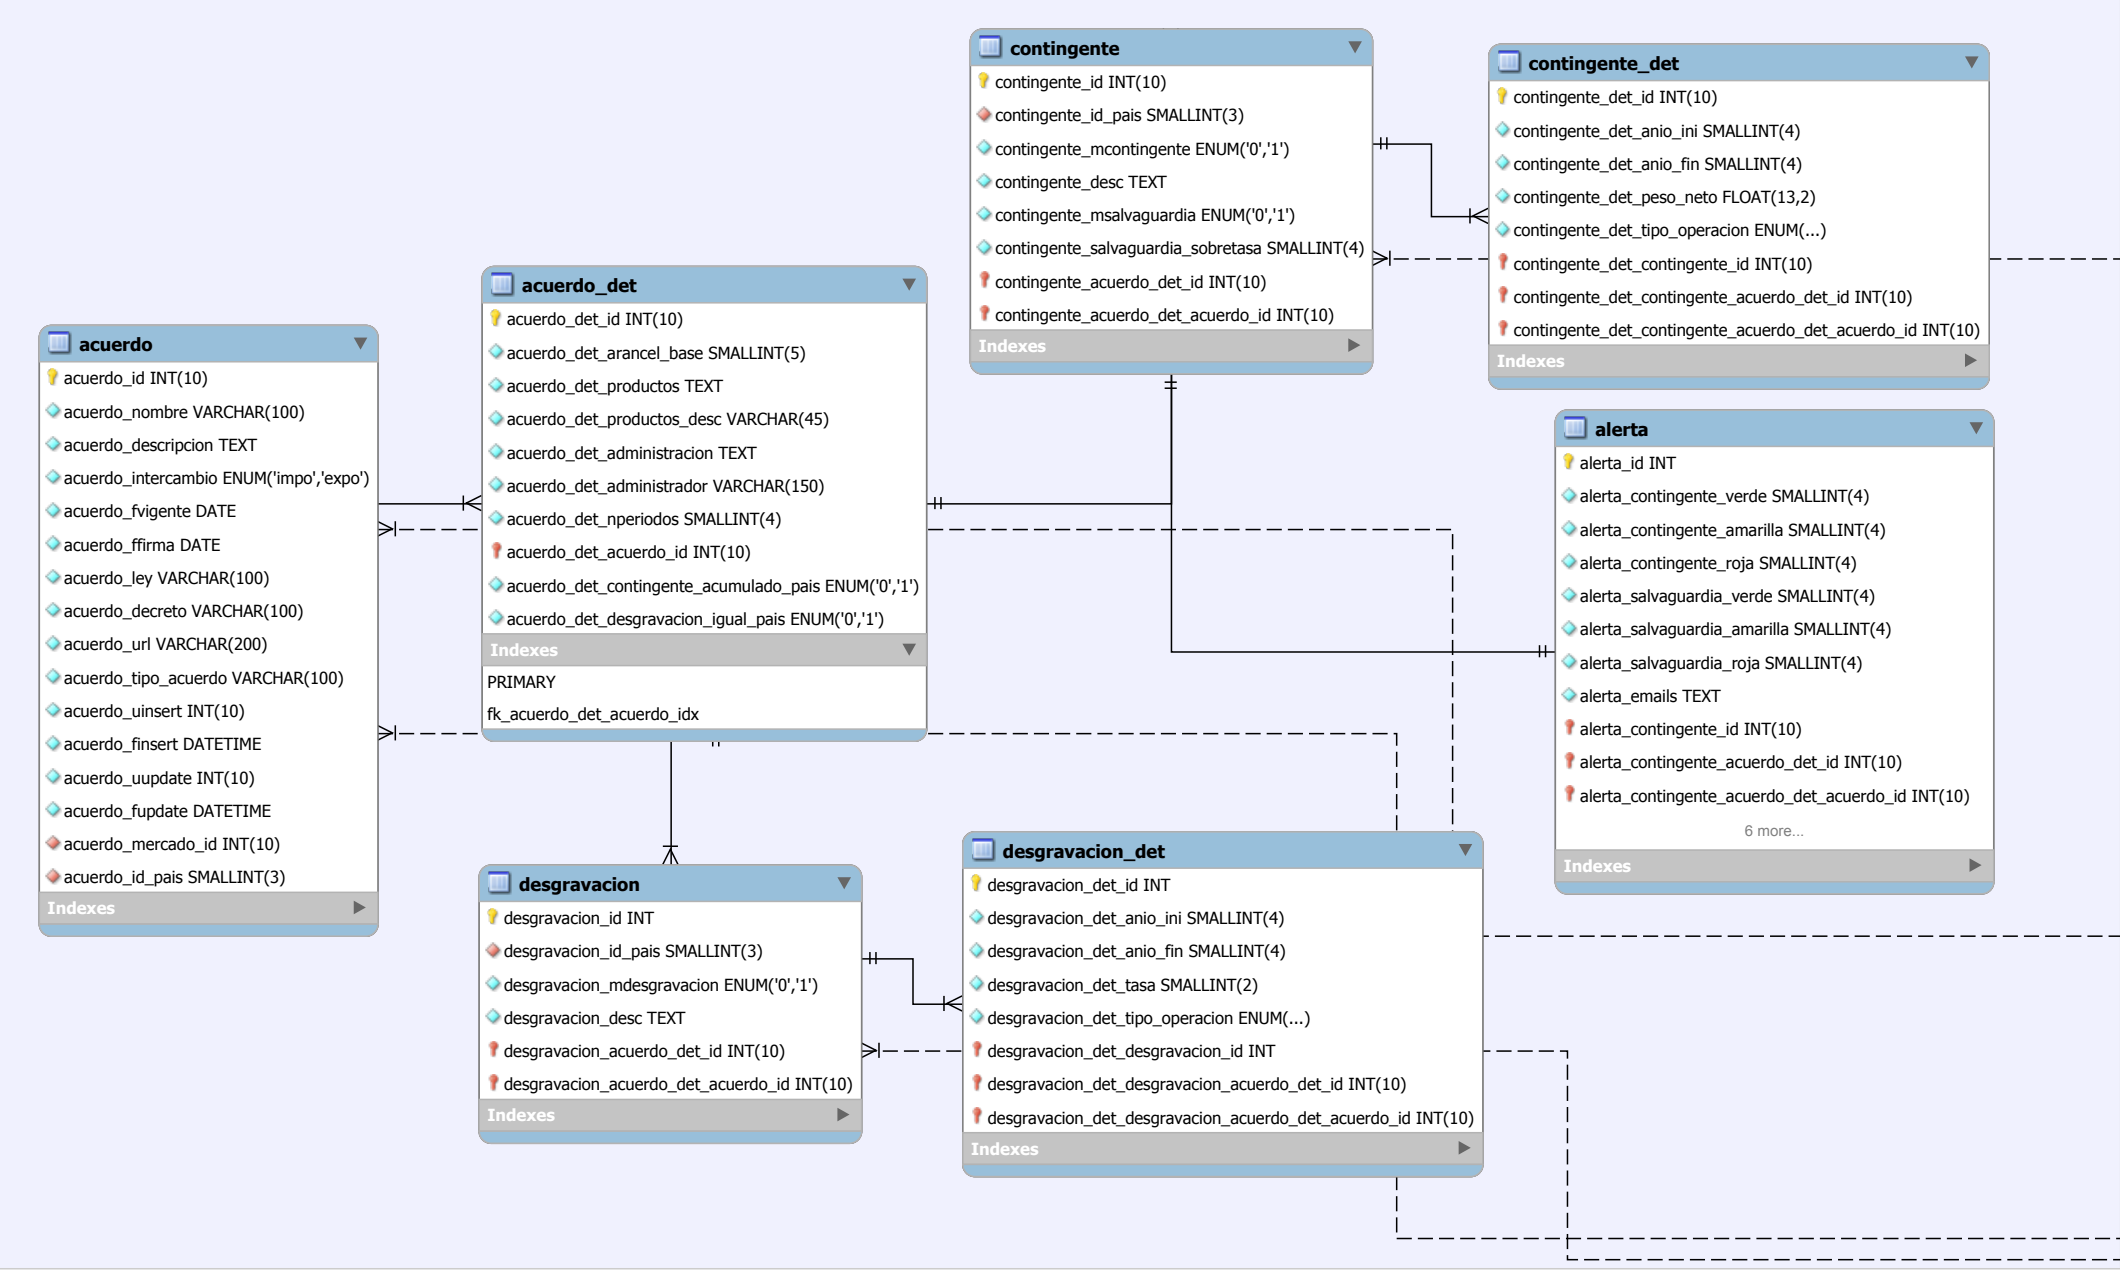 contingente
contingente_id INT(10)
contingente_id_pais SMALLINT(3)
contingente_mcontingente ENUM('0','1')
contingente_desc TEXT
contingente_msalvaguardia ENUM('0','1')
contingente_salvaguardia_sobretasa SMALLINT(4)
contingente_acuerdo_det_id INT(10)
contingente_acuerdo_det_acuerdo_id INT(10)
Indexes
contingente_det
contingente_det_id INT(10)
contingente_det_anio_ini SMALLINT(4)
contingente_det_anio_fin SMALLINT(4)
contingente_det_peso_neto FLOAT(13,2)
contingente_det_tipo_operacion ENUM(...)
contingente_det_contingente_id INT(10)
contingente_det_contingente_acuerdo_det_id INT(10)
contingente_det_contingente_acuerdo_det_acuerdo_id INT(10)
Indexes
acuerdo_det
acuerdo_det_id INT(10)
acuerdo_det_arancel_base SMALLINT(5)
acuerdo_det_productos TEXT
acuerdo_det_productos_desc VARCHAR(45)
acuerdo_det_administracion TEXT
acuerdo_det_administrador VARCHAR(150)
acuerdo_det_nperiodos SMALLINT(4)
acuerdo_det_acuerdo_id INT(10)
acuerdo_det_contingente_acumulado_pais ENUM('0','1')
acuerdo_det_desgravacion_igual_pais ENUM('0','1')
Indexes
PRIMARY
fk_acuerdo_det_acuerdo_idx
acuerdo
acuerdo_id INT(10)
acuerdo_nombre VARCHAR(100)
acuerdo_descripcion TEXT
acuerdo_intercambio ENUM('impo','expo')
acuerdo_fvigente DATE
acuerdo_ffirma DATE
acuerdo_ley VARCHAR(100)
acuerdo_decreto VARCHAR(100)
acuerdo_url VARCHAR(200)
acuerdo_tipo_acuerdo VARCHAR(100)
acuerdo_uinsert INT(10)
acuerdo_finsert DATETIME
acuerdo_uupdate INT(10)
acuerdo_fupdate DATETIME
acuerdo_mercado_id INT(10)
acuerdo_id_pais SMALLINT(3)
Indexes
alerta
alerta_id INT
alerta_contingente_verde SMALLINT(4)
alerta_contingente_amarilla SMALLINT(4)
alerta_contingente_roja SMALLINT(4)
alerta_salvaguardia_verde SMALLINT(4)
alerta_salvaguardia_amarilla SMALLINT(4)
alerta_salvaguardia_roja SMALLINT(4)
alerta_emails TEXT
alerta_contingente_id INT(10)
alerta_contingente_acuerdo_det_id INT(10)
alerta_contingente_acuerdo_det_acuerdo_id INT(10)
6 more...
Indexes
desgravacion
desgravacion_id INT
desgravacion_id_pais SMALLINT(3)
desgravacion_mdesgravacion ENUM('0','1')
desgravacion_desc TEXT
desgravacion_acuerdo_det_id INT(10)
desgravacion_acuerdo_det_acuerdo_id INT(10)
Indexes
desgravacion_det
desgravacion_det_id INT
desgravacion_det_anio_ini SMALLINT(4)
desgravacion_det_anio_fin SMALLINT(4)
desgravacion_det_tasa SMALLINT(2)
desgravacion_det_tipo_operacion ENUM(...)
desgravacion_det_desgravacion_id INT
desgravacion_det_desgravacion_acuerdo_det_id INT(10)
desgravacion_det_desgravacion_acuerdo_det_acuerdo_id INT(10)
Indexes